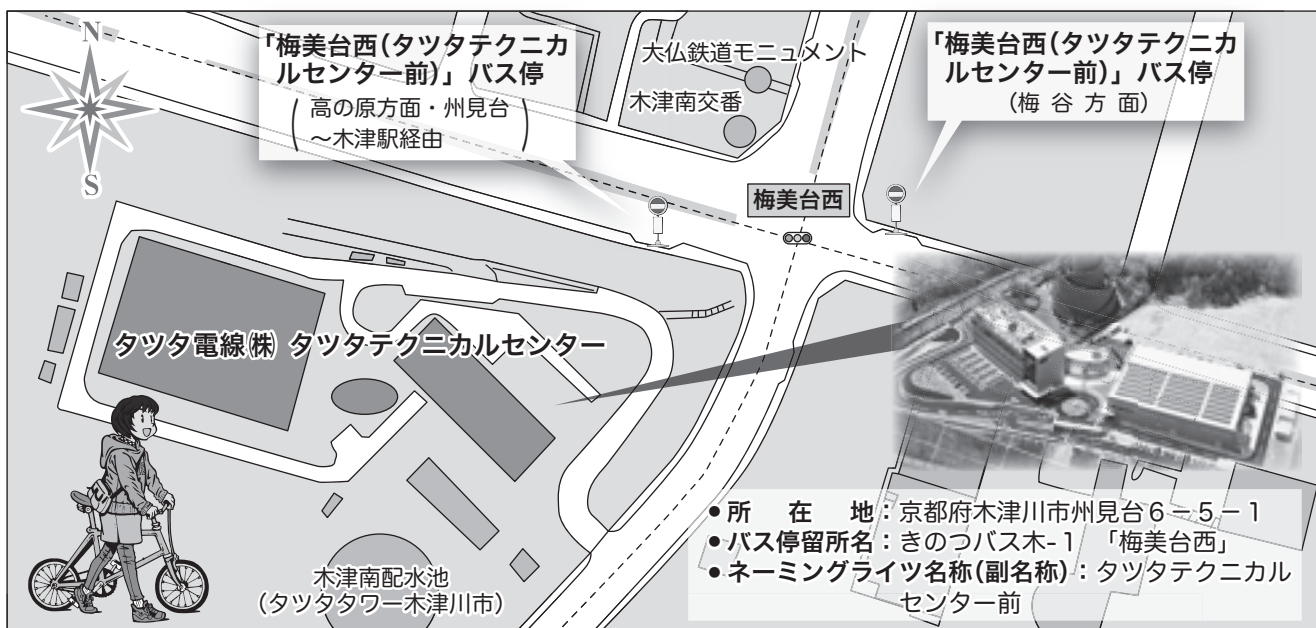 N
S
「梅美台西(タツタテクニカ
ルセンター前)」バス停
(高の原方面・州見台
～木津駅経由)
大仏鉄道モニュメント
木津南交番
「梅美台西(タツタテクニカ
ルセンター前)」バス停
(梅谷方面)
梅美台西
タツタ電線㈱ タツタテクニカルセンター
木津南配水池
(タツタタワー木津川市)
●所在地：京都府木津川市州見台6－5－1
●バス停留所名：きのつバス木-1 「梅美台西」
●ネーミングライツ名称(副名称)：タツタテクニカル
センター前